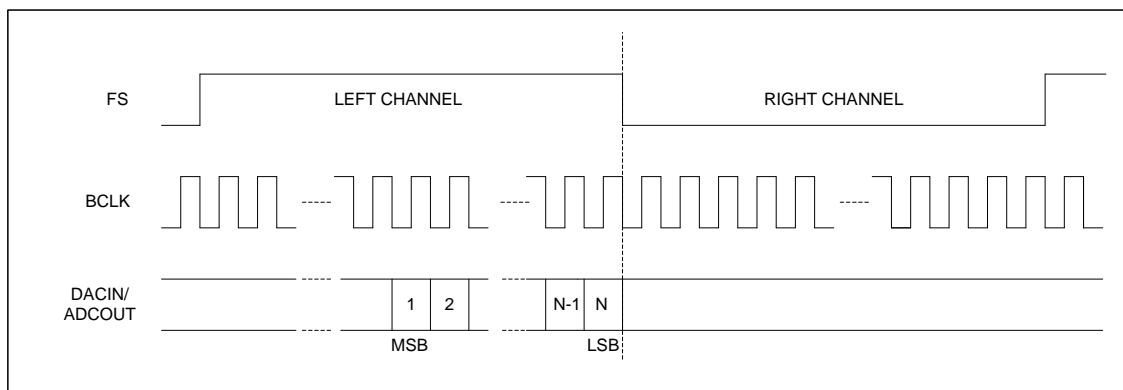 FS
LEFT CHANNEL
RIGHT CHANNEL
BCLK
DACIN/
ADCOUT
1
2
N-1
N
MSB
LSB